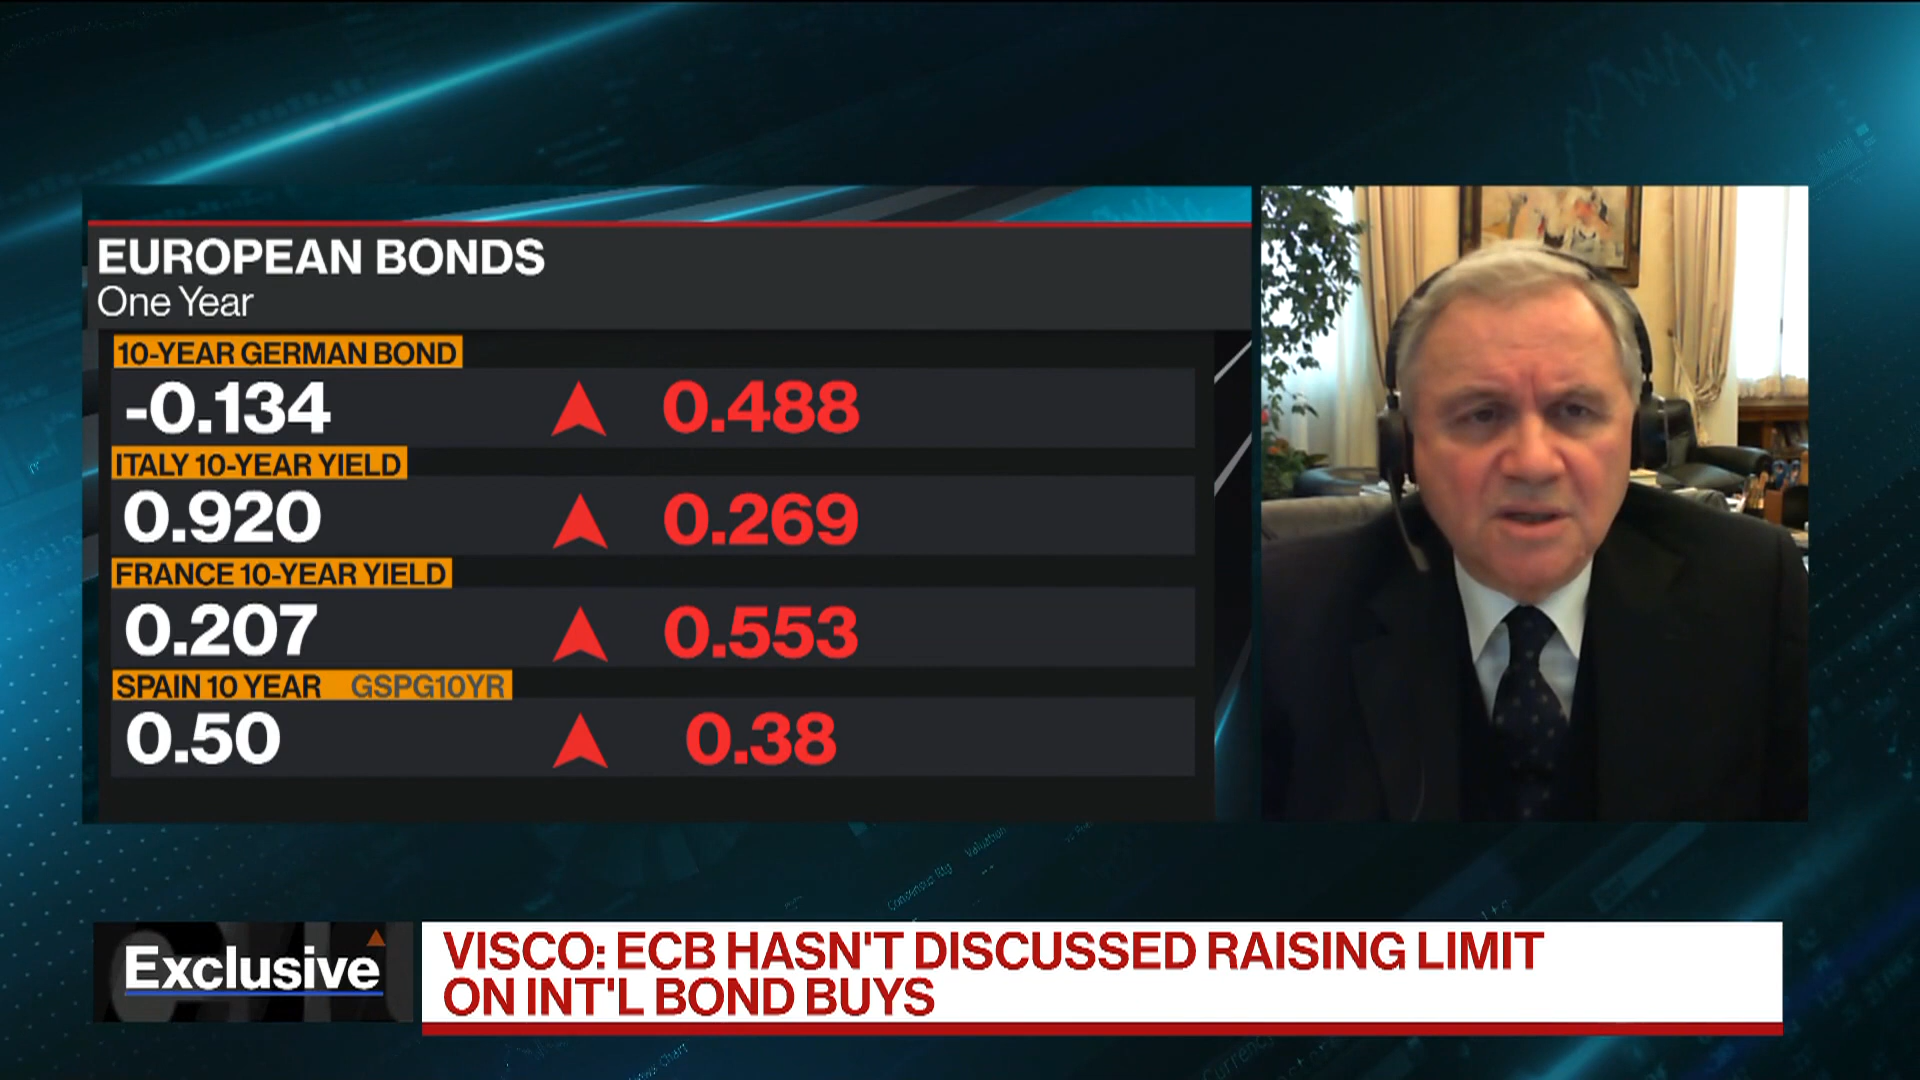 EUROPEAN BONDS
One Year
10-YEAR GERMAN BOND
-0.134 ▲ 0.488
ITALY 10-YEAR YIELD
0.920 ▲ 0.269
FRANCE 10-YEAR YIELD
0.207 ▲ 0.553
SPAIN 10 YEAR GSPG10YR
0.50 ▲ 0.38
Valuation
Exclusive
VISCO: ECB HASN'T DISCUSSED RAISING LIMIT
ON INT'L BOND BUYS